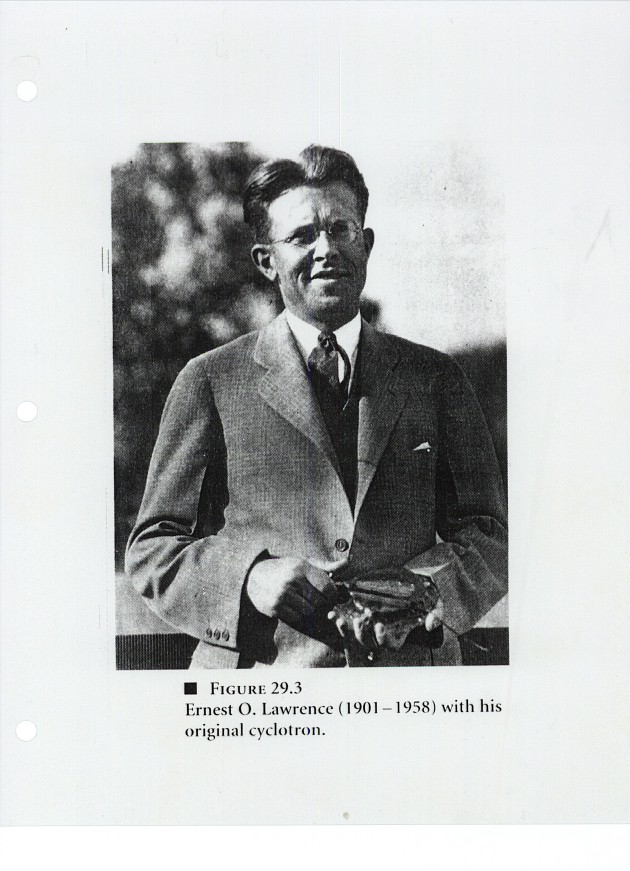 ■ FIGURE 29.3
Ernest O. Lawrence (1901–1958) with his
original cyclotron.